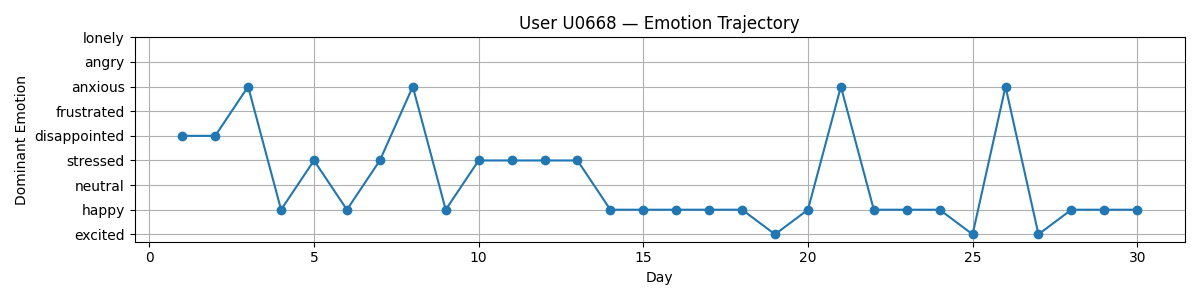 User U0668 — Emotion Trajectory
Dominant Emotion
lonely
angry
anxious
frustrated
disappointed
stressed
neutral
happy
excited
0 5 10 15 20 25 30
Day